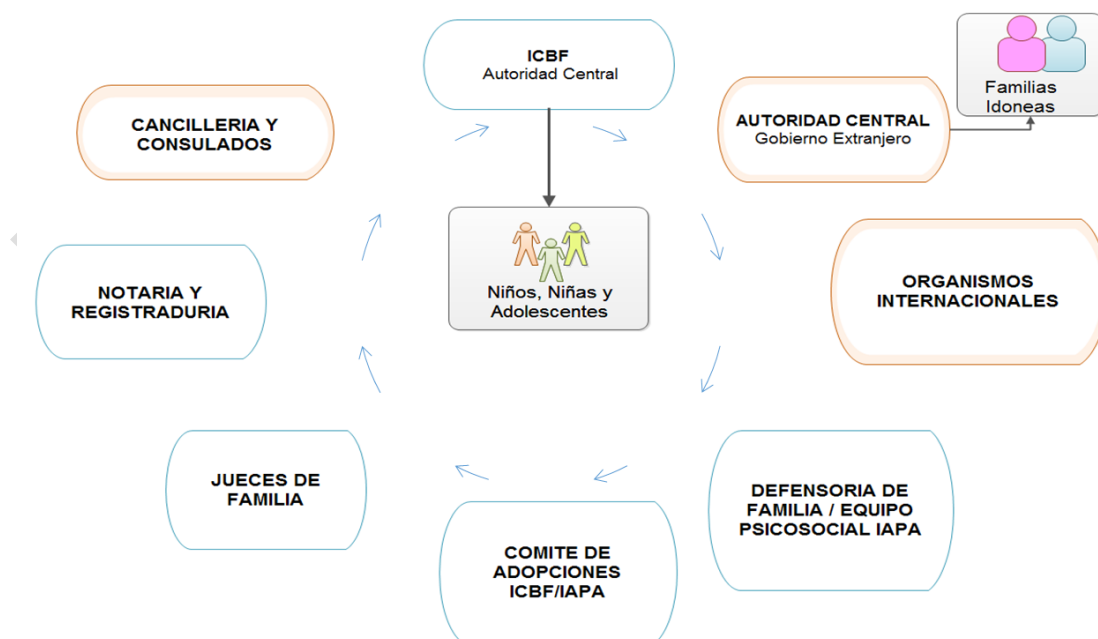 ICBF
Autoridad Central
AUTORIDAD CENTRAL
Gobierno Extranjero
Familias
Idoneas
ORGANISMOS
INTERNACIONALES
DEFENSORIA DE
FAMILIA / EQUIPO
PSICOSOCIAL IAPA
COMITE DE
ADOPCIONES
ICBF/IAPA
JUECES DE
FAMILIA
NOTARIA Y
REGISTRADURIA
CANCILLERIA Y
CONSULADOS
Niños, Niñas y
Adolescentes